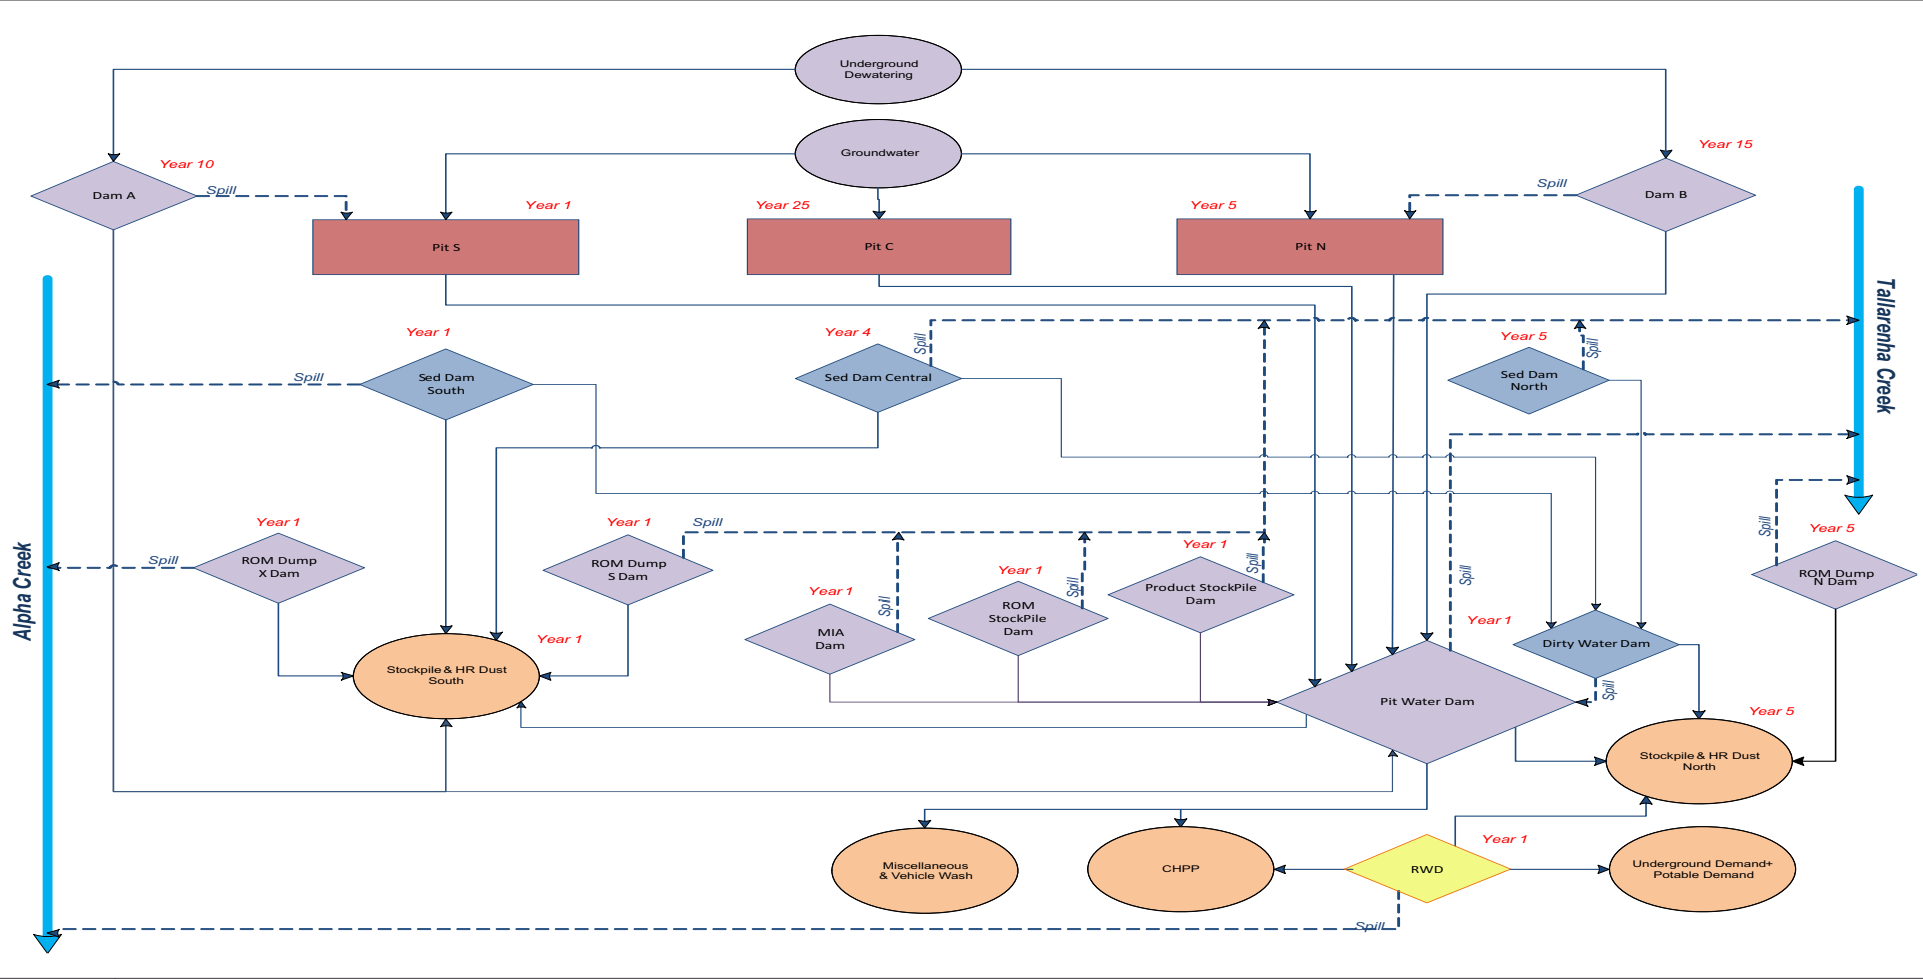 Underground
Dewatering
Groundwater
Year 10
Year 15
Dam A
Spill
Spill
Dam B
Year 1
Year 25
Year 5
Pit S
Pit C
Pit N
Tallarenha Creek
Year 1
Year 4
Year 5
Spill
Spill
Sed Dam
South
Spill
Sed Dam Central
Sed Dam
North
Year 1
Year 1
Spill
Year 5
Spill
Alpha Creek
Spill
ROM Dump
X Dam
ROM Dump
S Dam
Year 1
Spill
Product StockPile
Dam
Year 1
Spill
ROM
StockPile
Dam
Year 1
Spill
MIA
Dam
Spill
ROM Dump
N Dam
Year 1
Dirty Water Dam
Spill
Year 1
Stockpile & HR Dust
South
Pit Water Dam
Year 5
Stockpile & HR Dust
North
Miscellaneous
& Vehicle Wash
CHPP
RWD
Year 1
Underground Demand+
Potable Demand
Spill